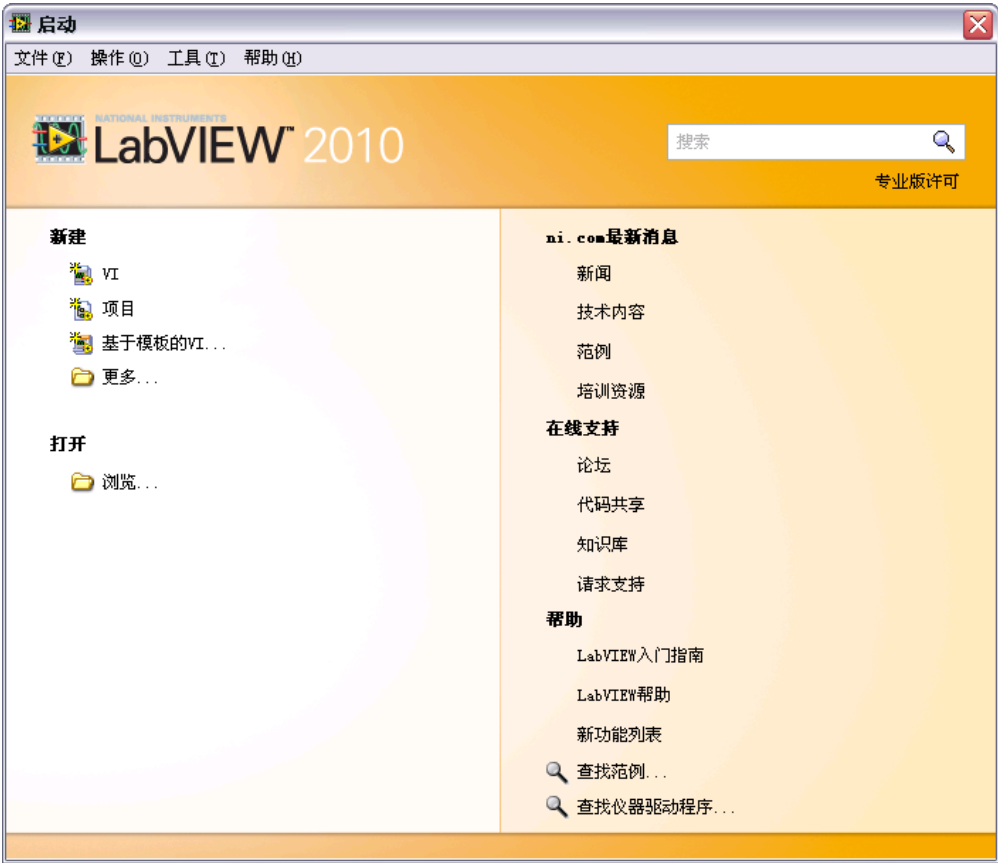 启动
文件(F) 操作(O) 工具(T) 帮助(H)
NATIONAL INSTRUMENTS
LabVIEW™ 2010
搜索
专业版许可
新建
VI
项目
基于模板的VI...
更多...
打开
浏览...
ni.com最新消息
新闻
技术内容
范例
培训资源
在线支持
论坛
代码共享
知识库
请求支持
帮助
LabVIEW入门指南
LabVIEW帮助
新功能列表
查找范例...
查找仪器驱动程序...